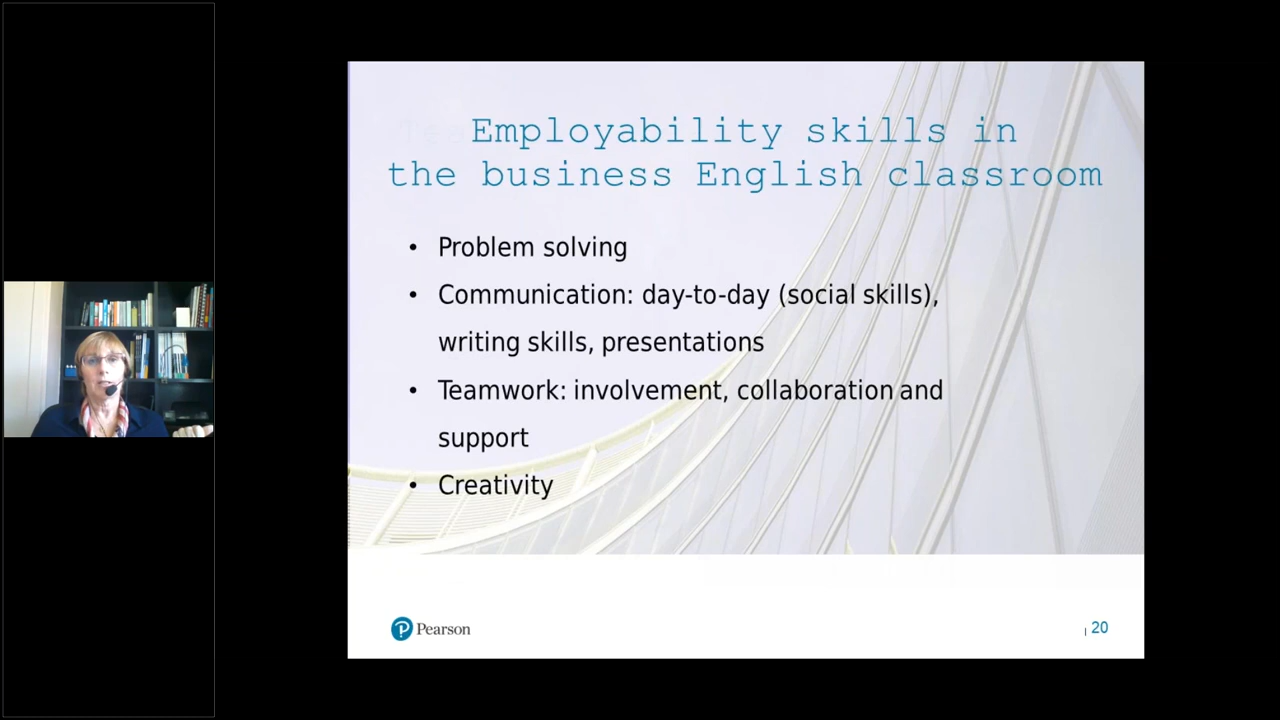 Employability skills in
the business English classroom
• Problem solving
• Communication: day-to-day (social skills),
writing skills, presentations
• Teamwork: involvement, collaboration and
support
• Creativity
Pearson
| 20